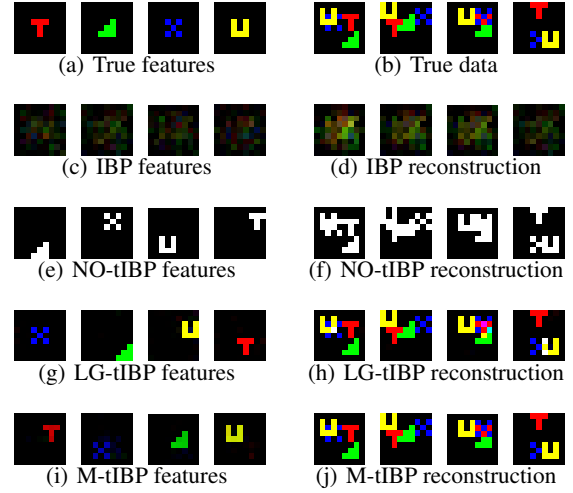 (a) True features
(b) True data
(c) IBP features
(d) IBP reconstruction
(e) NO-tIBP features
(f) NO-tIBP reconstruction
(g) LG-tIBP features
(h) LG-tIBP reconstruction
(i) M-tIBP features
(j) M-tIBP reconstruction